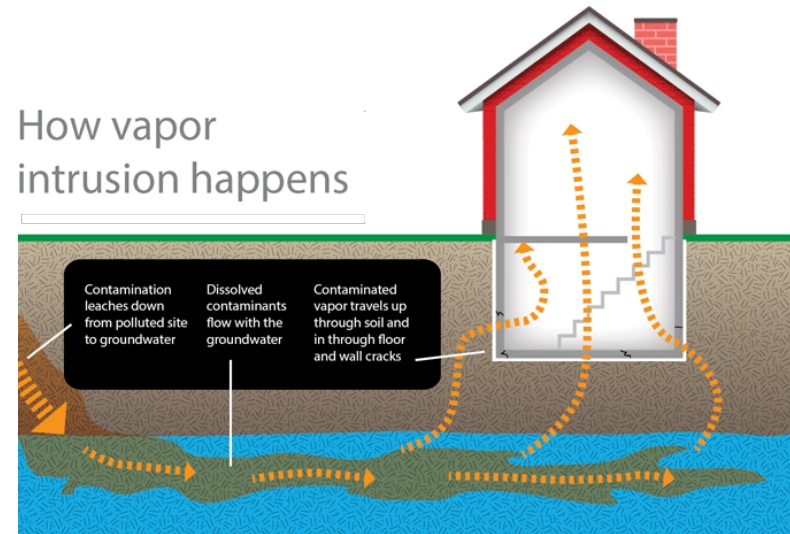 How vapor
intrusion happens
Contamination
leaches down
from polluted site
to groundwater
Dissolved
contaminants
flow with the
groundwater
Contaminated
vapor travels up
through soil and
in through floor
and wall cracks